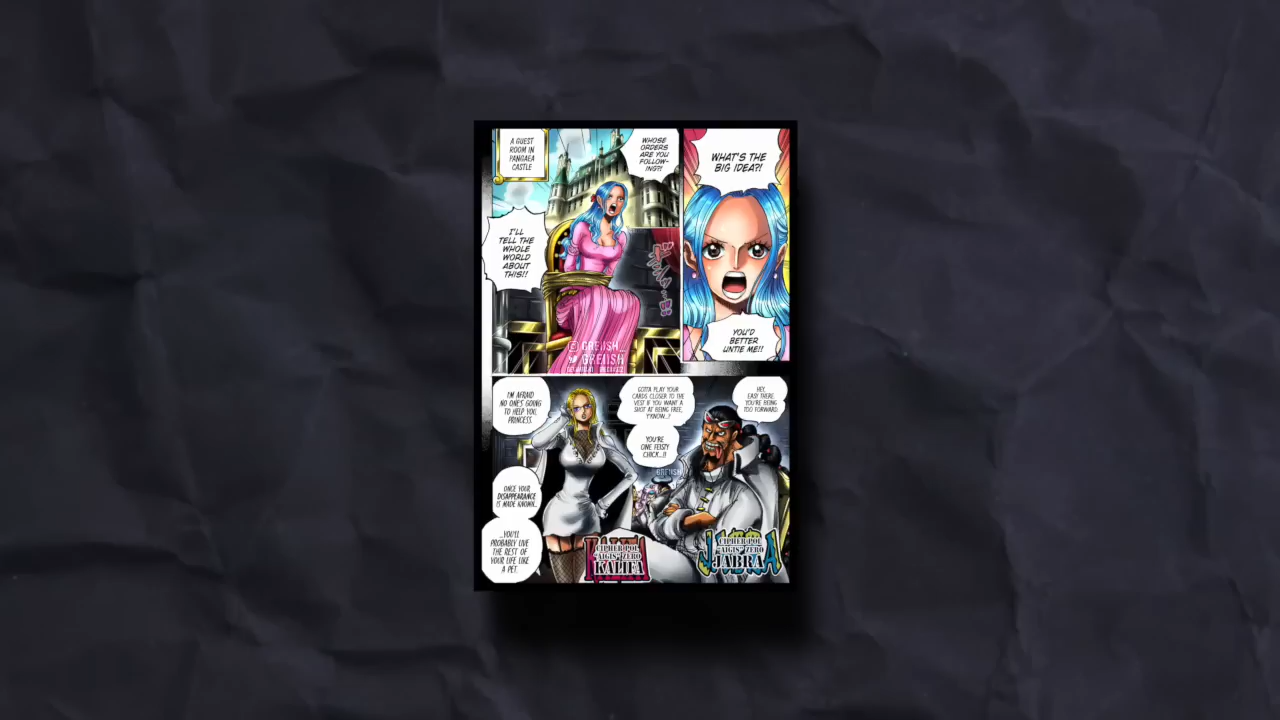 A GUEST
ROOM IN
PANGAEA
CASTLE
WHOSE
ORDERS
ARE YOU
FOLLOW-
ING?!
I'LL
TELL THE
WHOLE
WORLD
ABOUT
THIS!!
WHAT'S THE
BIG IDEA?!
YOU'D
BETTER
UNTIE ME!!
GREIISH_
GREIISH
I'M AFRAID
NO ONE'S GOING
TO HELP YOU,
PRINCESS.
GOTTA PLAY YOUR
CARDS CLOSER TO THE
VEST IF YOU WANT A
SHOT AT BEING FREE,
Y'KNOW...!
YOU'RE
ONE FEISTY
CHICK...!!
HEY,
EASY THERE.
YOU'RE BEING
TOO FORWARD.
GREIISH_
ONCE YOUR
DISAPPEARANCE
IS MADE KNOWN...
...YOU'LL
PROBABLY LIVE
THE REST OF
YOUR LIFE LIKE
A PET.
CIPHER POL
"AIGIS" ZERO
KALIFA
CIPHER POL
"AIGIS" ZERO
JABRA